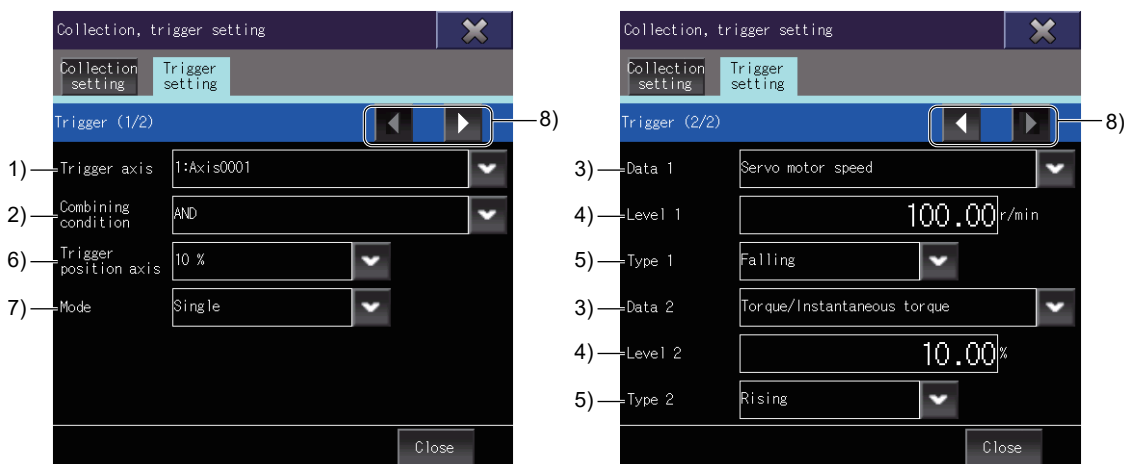 Collection, trigger setting
Collection
setting
Trigger
setting
Trigger (1/2)
8)
1)
Trigger axis
1:Axis0001
2)
Combining
condition
AND
6)
Trigger
position axis
10 %
7)
Mode
Single
Close
Collection, trigger setting
Collection
setting
Trigger
setting
Trigger (2/2)
8)
3)
Data 1
Servo motor speed
4)
Level 1
100.00 r/min
5)
Type 1
Falling
3)
Data 2
Torque/Instantaneous torque
4)
Level 2
10.00 %
5)
Type 2
Rising
Close